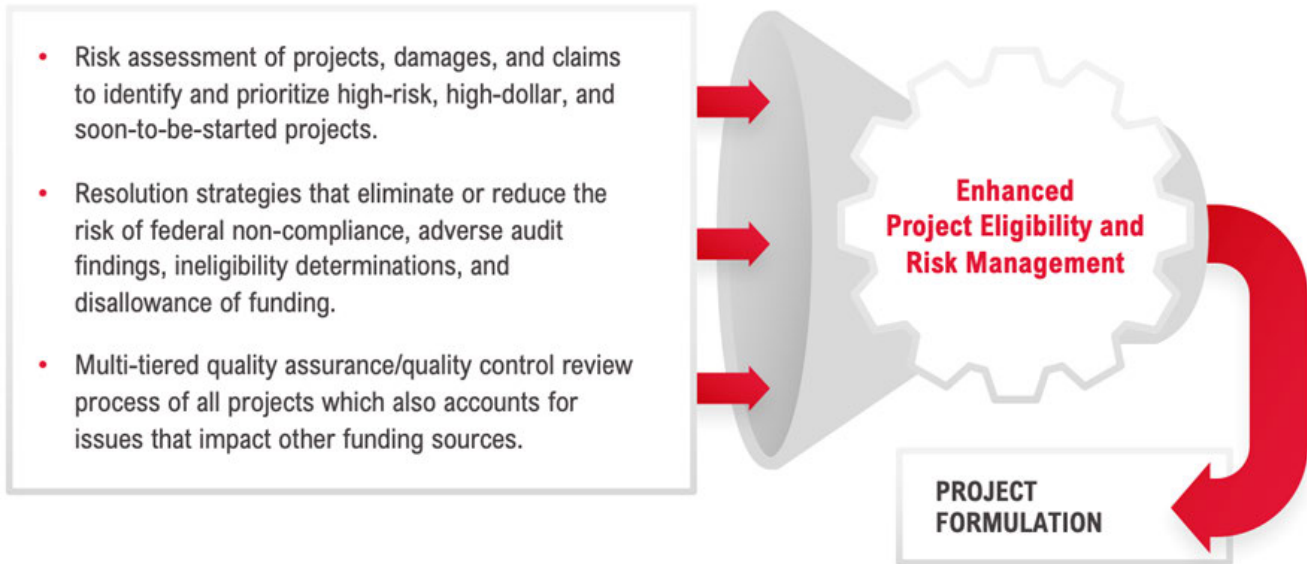 • Risk assessment of projects, damages, and claims
to identify and prioritize high-risk, high-dollar, and
soon-to-be-started projects.
• Resolution strategies that eliminate or reduce the
risk of federal non-compliance, adverse audit
findings, ineligibility determinations, and
disallowance of funding.
• Multi-tiered quality assurance/quality control review
process of all projects which also accounts for
issues that impact other funding sources.
Enhanced
Project Eligibility and
Risk Management
PROJECT
FORMULATION